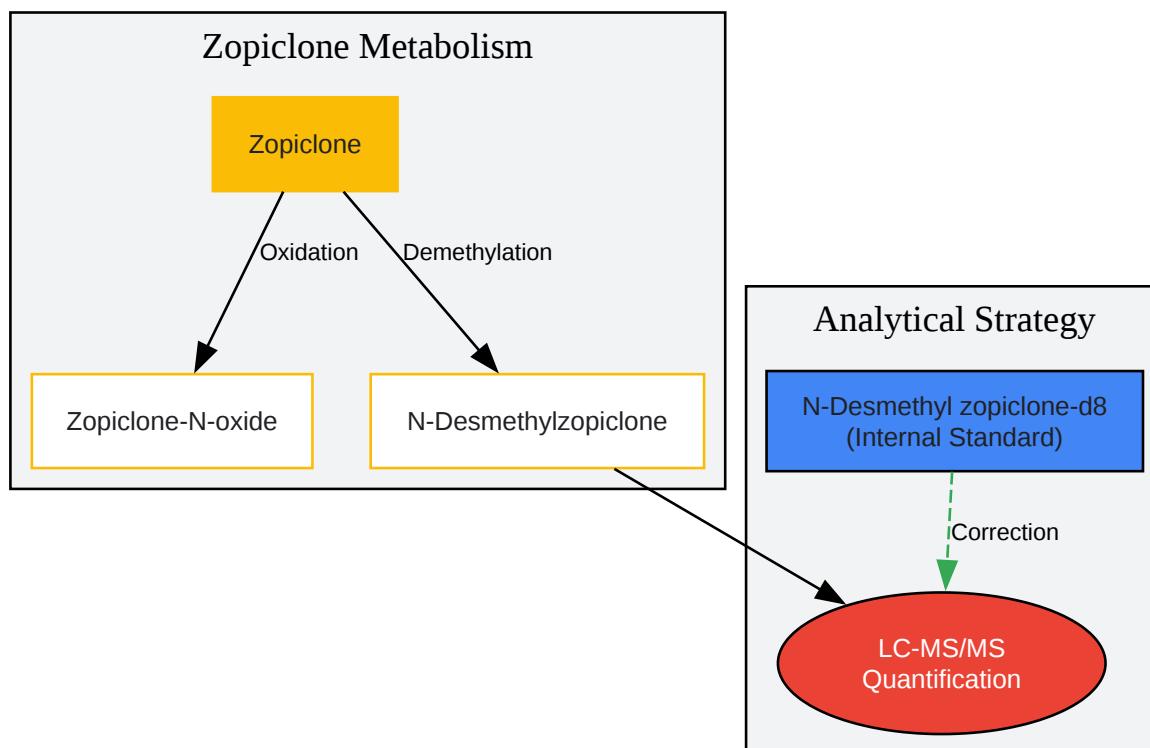 Zopiclone Metabolism
Zopiclone
Oxidation
Demethylation
Zopiclone-N-oxide
N-Desmethylzopiclone
Analytical Strategy
N-Desmethyl zopiclone-d8
(Internal Standard)
Correction
LC-MS/MS
Quantification